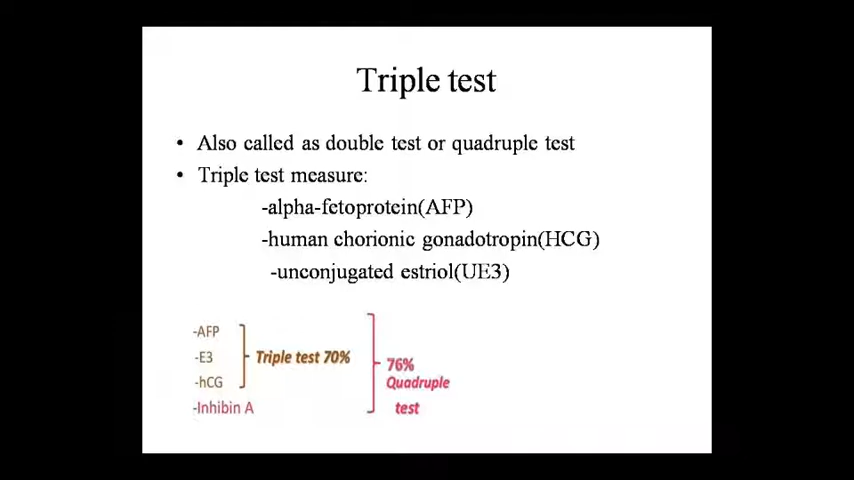 Triple test
• Also called as double test or quadruple test
• Triple test measure:
-alpha-fetoprotein(AFP)
-human chorionic gonadotropin(HCG)
-unconjugated estriol(UE3)
-AFP
-E3
-hCG
-Inhibin A
Triple test 70%
76%
Quadruple
test